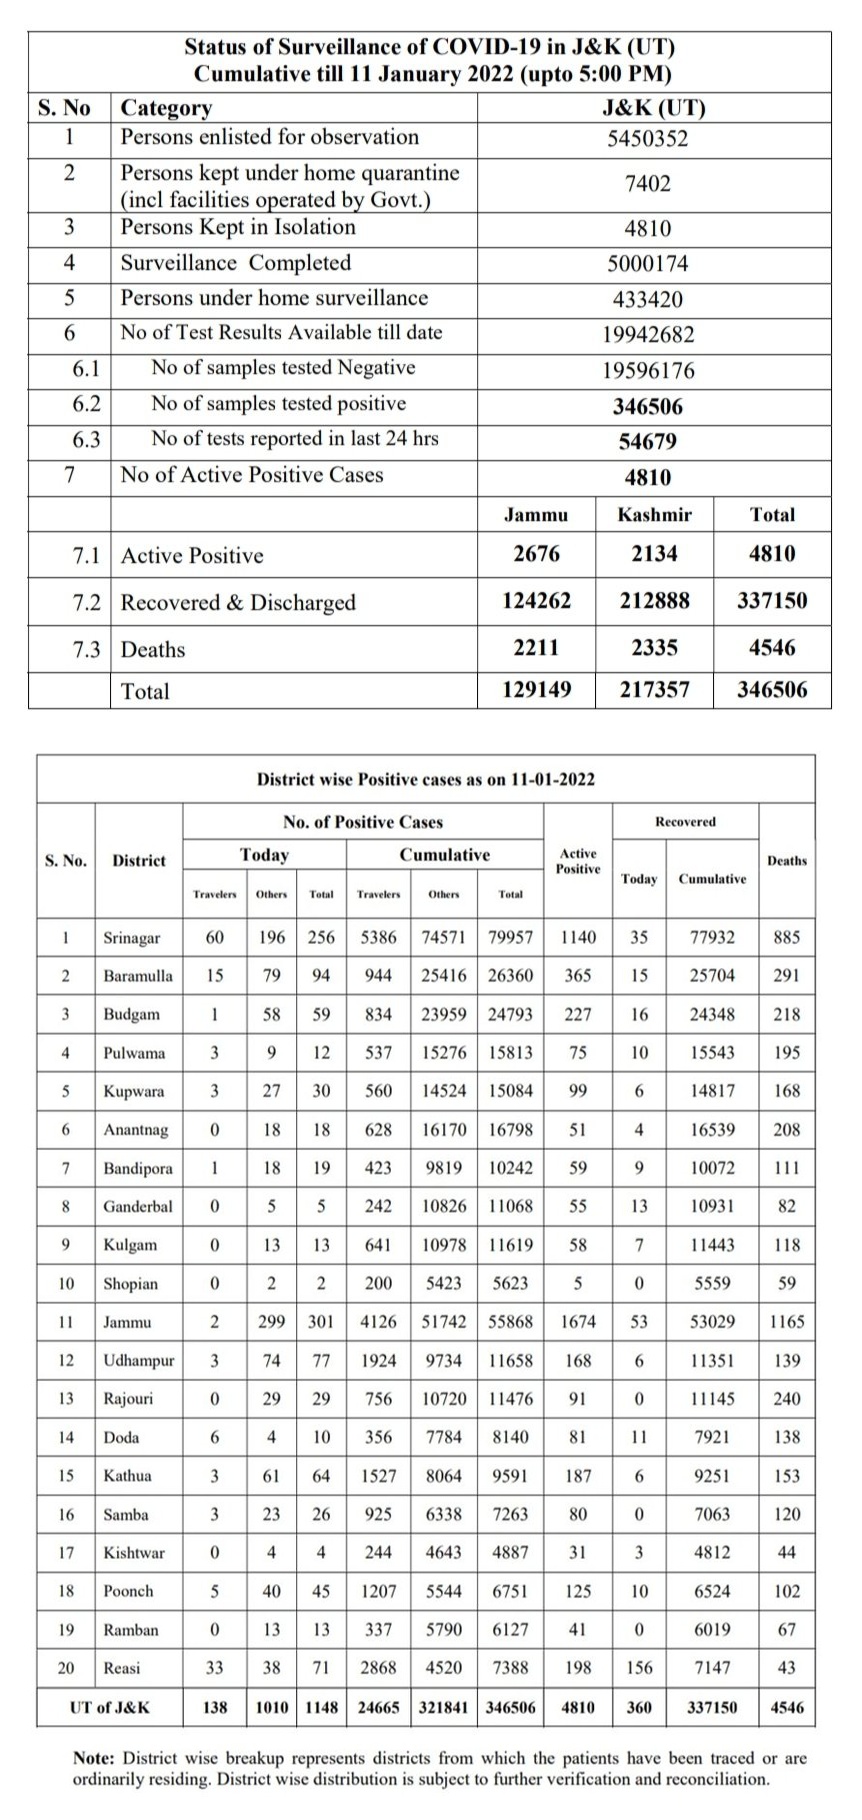 Status of Surveillance of COVID-19 in J&K (UT)
Cumulative till 11 January 2022 (upto 5:00 PM)
S. No Category J&K (UT)
1 Persons enlisted for observation 5450352
2 Persons kept under home quarantine (incl facilities operated by Govt.) 7402
3 Persons Kept in Isolation 4810
4 Surveillance Completed 5000174
5 Persons under home surveillance 433420
6 No of Test Results Available till date 19942682
6.1 No of samples tested Negative 19596176
6.2 No of samples tested positive 346506
6.3 No of tests reported in last 24 hrs 54679
7 No of Active Positive Cases 4810
Jammu Kashmir Total
7.1 Active Positive 2676 2134 4810
7.2 Recovered & Discharged 124262 212888 337150
7.3 Deaths 2211 2335 4546
Total 129149 217357 346506
District wise Positive cases as on 11-01-2022
S. No. District No. of Positive Cases Active Positive Recovered Deaths
Today Cumulative Today Cumulative
Travelers Others Total Travelers Others Total
1 Srinagar 60 196 256 5386 74571 79957 1140 35 77932 885
2 Baramulla 15 79 94 944 25416 26360 365 15 25704 291
3 Budgam 1 58 59 834 23959 24793 227 16 24348 218
4 Pulwama 3 9 12 537 15276 15813 75 10 15543 195
5 Kupwara 3 27 30 560 14524 15084 99 6 14817 168
6 Anantnag 0 18 18 628 16170 16798 51 4 16539 208
7 Bandipora 1 18 19 423 9819 10242 59 9 10072 111
8 Ganderbal 0 5 5 242 10826 11068 55 13 10931 82
9 Kulgam 0 13 13 641 10978 11619 58 7 11443 118
10 Shopian 0 2 2 200 5423 5623 5 0 5559 59
11 Jammu 2 299 301 4126 51742 55868 1674 53 53029 1165
12 Udhampur 3 74 77 1924 9734 11658 168 6 11351 139
13 Rajouri 0 29 29 756 10720 11476 91 0 11145 240
14 Doda 6 4 10 356 7784 8140 81 11 7921 138
15 Kathua 3 61 64 1527 8064 9591 187 6 9251 153
16 Samba 3 23 26 925 6338 7263 80 0 7063 120
17 Kishtwar 0 4 4 244 4643 4887 31 3 4812 44
18 Poonch 5 40 45 1207 5544 6751 125 10 6524 102
19 Ramban 0 13 13 337 5790 6127 41 0 6019 67
20 Reasi 33 38 71 2868 4520 7388 198 156 7147 43
UT of J&K 138 1010 1148 24665 321841 346506 4810 360 337150 4546
Note: District wise breakup represents districts from which the patients have been traced or are
ordinarily residing. District wise distribution is subject to further verification and reconciliation.